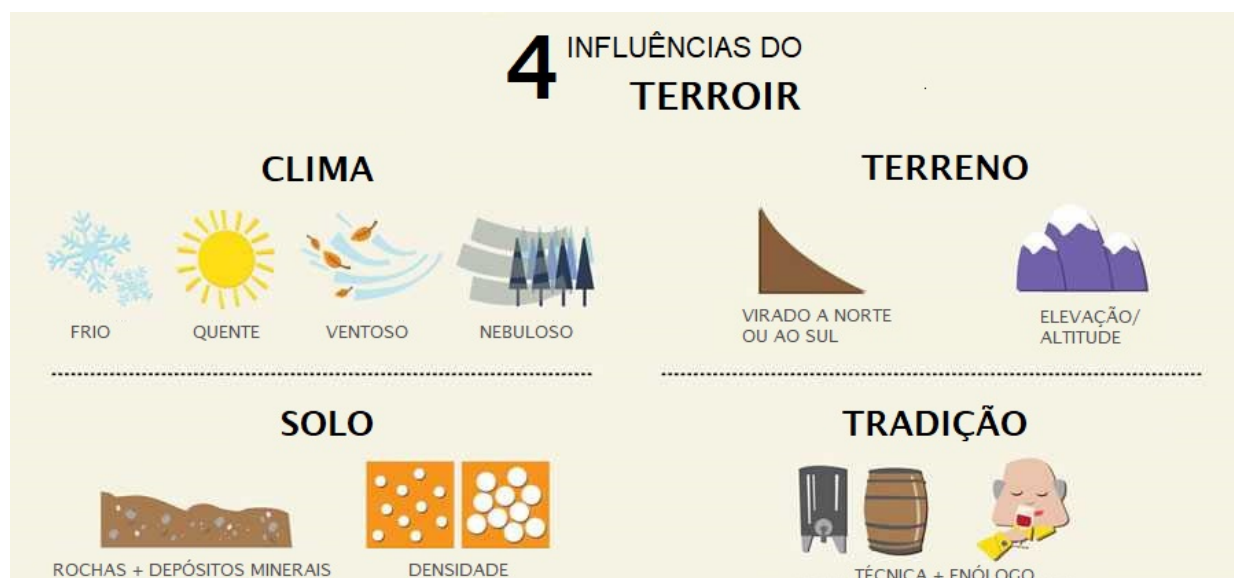 4 INFLUÊNCIAS DO
TERROIR
CLIMA
FRIO
QUENTE
VENTOSO
NEBULOSO
TERRENO
VIRADO A NORTE
OU AO SUL
ELEVAÇÃO/
ALTITUDE
SOLO
ROCHAS + DEPÓSITOS MINERAIS
DENSIDADE
TRADIÇÃO
TÉCNICA + ENÓLOGO